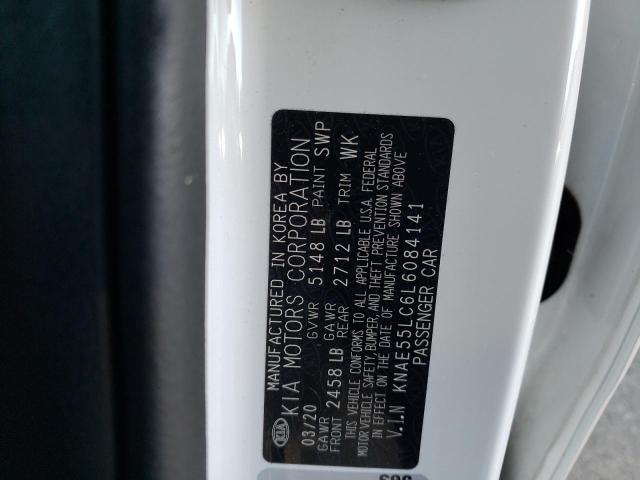 MANUFACTURED IN KOREA BY
KIA MOTORS CORPORATION
KIA
03/20 GVWR 5148 LB PAINT SWP
GAWR FRONT 2458 LB GAWR REAR 2712 LB TRIM WK
THIS VEHICLE CONFORMS TO ALL APPLICABLE U.S.A. FEDERAL
MOTOR VEHICLE SAFETY, BUMPER, AND THEFT PREVENTION STANDARDS
IN EFFECT ON THE DATE OF MANUFACTURE SHOWN ABOVE
V.I.N KNAE55LC6L6084141
PASSENGER CAR